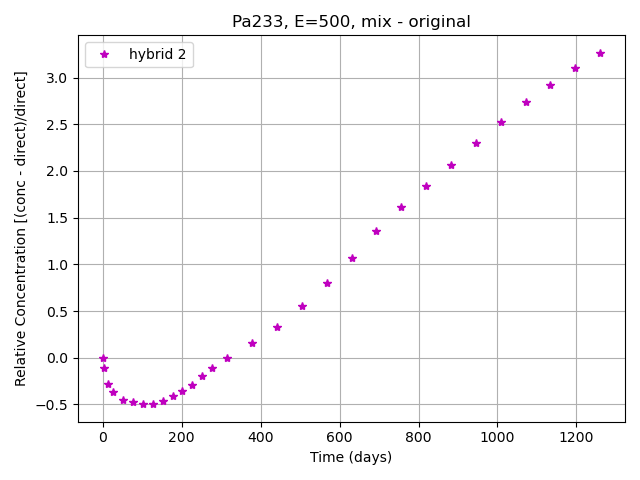 Pa233, E=500, mix - original
hybrid 2
Relative Concentration [(conc - direct)/direct]
3.0
2.5
2.0
1.5
1.0
0.5
0.0
−0.5
0 200 400 600 800 1000 1200
Time (days)